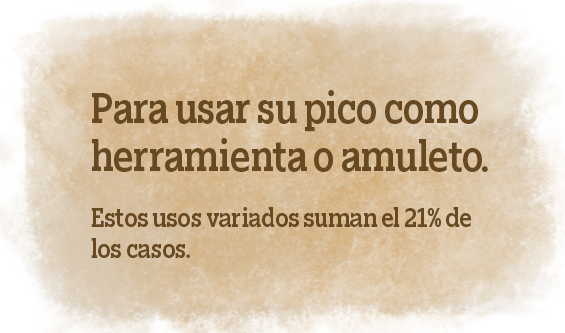 Para usar su pico como
herramienta o amuleto.
Estos usos variados suman el 21% de
los casos.